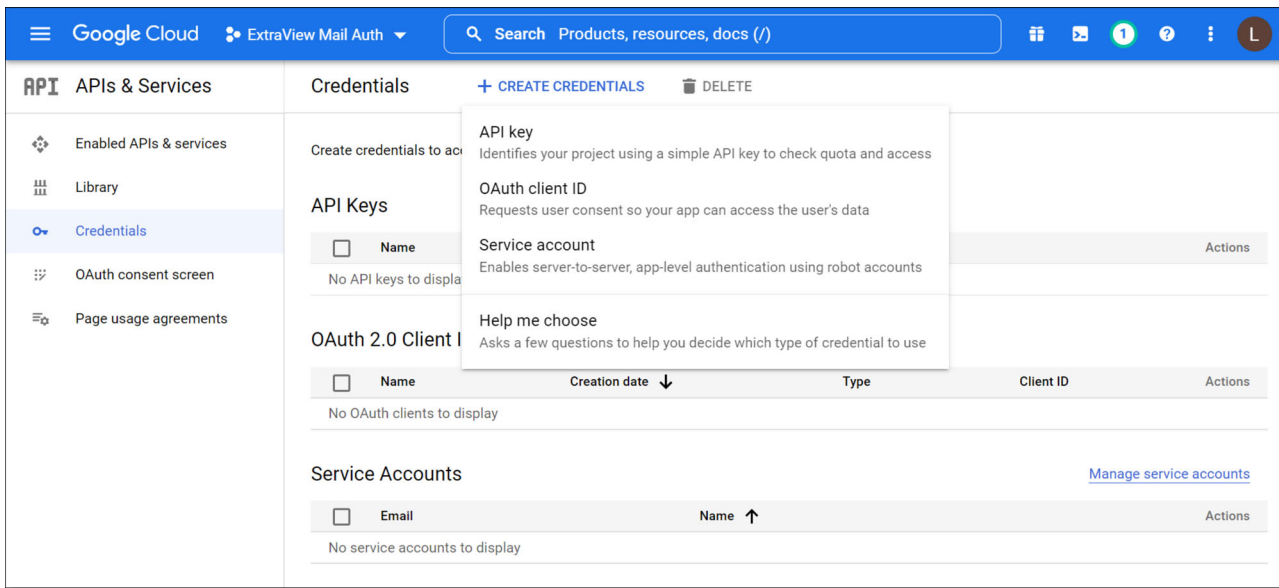 Google Cloud ExtraView Mail Auth Search Products, resources, docs (/) 1 L
API APIs & Services
Enabled APIs & services
Library
Credentials
OAuth consent screen
Page usage agreements
Credentials + CREATE CREDENTIALS DELETE
API key
Identifies your project using a simple API key to check quota and access
OAuth client ID
Requests user consent so your app can access the user's data
Service account
Enables server-to-server, app-level authentication using robot accounts
Help me choose
Asks a few questions to help you decide which type of credential to use
Create credentials to
API Keys
Name Actions
No API keys to
OAuth 2.0 Client
Name Creation date Type Client ID Actions
No OAuth clients to display
Service Accounts Manage service accounts
Email Name Actions
No service accounts to display